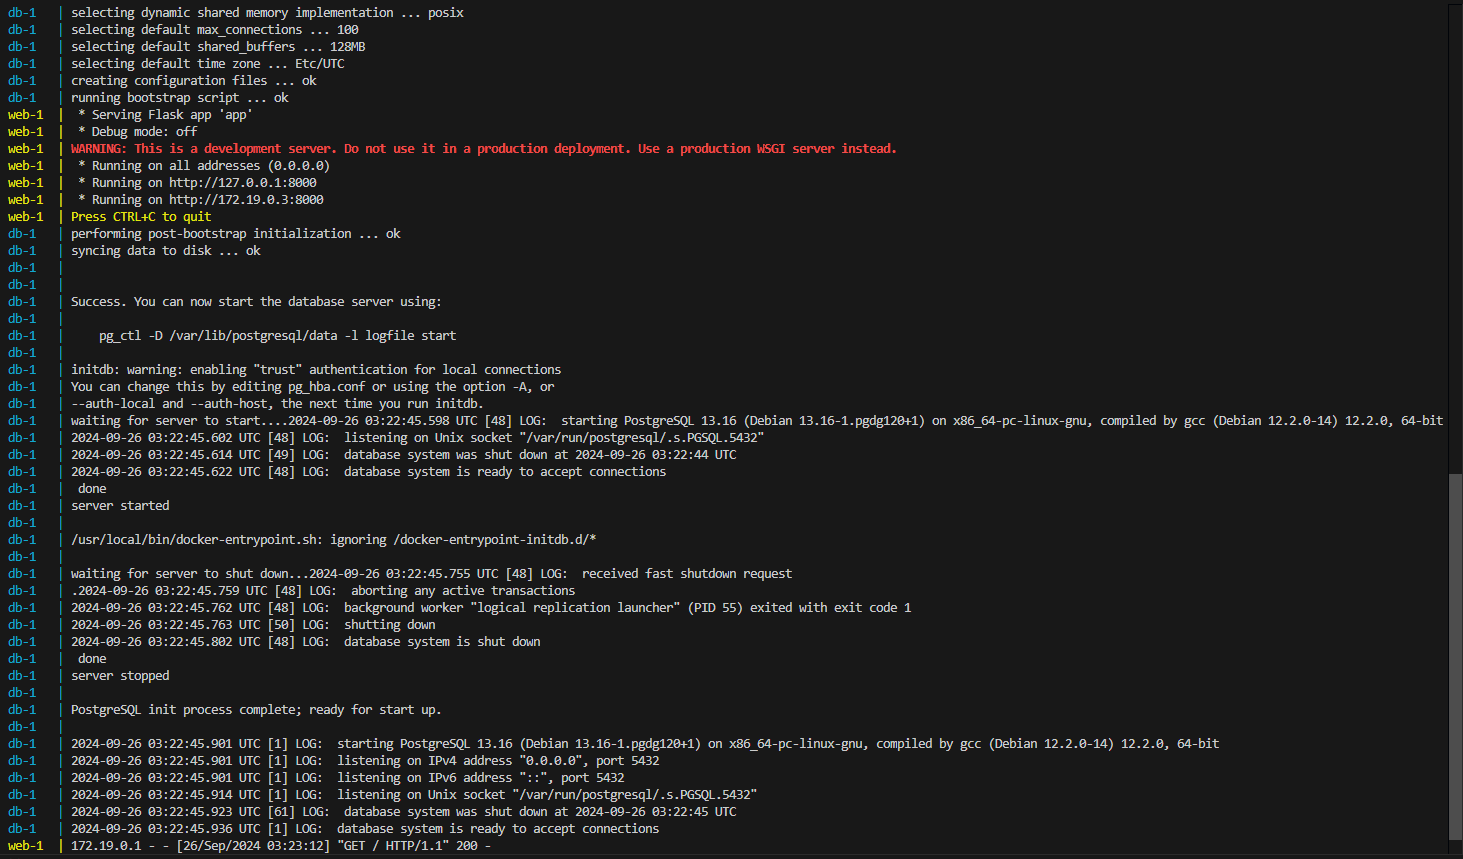 db-1   | selecting dynamic shared memory implementation ... posix
db-1   | selecting default max_connections ... 100
db-1   | selecting default shared_buffers ... 128MB
db-1   | selecting default time zone ... Etc/UTC
db-1   | creating configuration files ... ok
db-1   | running bootstrap script ... ok
web-1  |  * Serving Flask app 'app'
web-1  |  * Debug mode: off
web-1  | WARNING: This is a development server. Do not use it in a production deployment. Use a production WSGI server instead.
web-1  |  * Running on all addresses (0.0.0.0)
web-1  |  * Running on http://127.0.0.1:8000
web-1  |  * Running on http://172.19.0.3:8000
web-1  | Press CTRL+C to quit
db-1   | performing post-bootstrap initialization ... ok
db-1   | syncing data to disk ... ok
db-1   |
db-1   |
db-1   | Success. You can now start the database server using:
db-1   |
db-1   |     pg_ctl -D /var/lib/postgresql/data -l logfile start
db-1   |
db-1   | initdb: warning: enabling "trust" authentication for local connections
db-1   | You can change this by editing pg_hba.conf or using the option -A, or
db-1   | --auth-local and --auth-host, the next time you run initdb.
db-1   | waiting for server to start....2024-09-26 03:22:45.598 UTC [48] LOG:  starting PostgreSQL 13.16 (Debian 13.16-1.pgdg120+1) on x86_64-pc-linux-gnu, compiled by gcc (Debian 12.2.0-14) 12.2.0, 64-bit
db-1   | 2024-09-26 03:22:45.602 UTC [48] LOG:  listening on Unix socket "/var/run/postgresql/.s.PGSQL.5432"
db-1   | 2024-09-26 03:22:45.614 UTC [49] LOG:  database system was shut down at 2024-09-26 03:22:44 UTC
db-1   | 2024-09-26 03:22:45.622 UTC [48] LOG:  database system is ready to accept connections
db-1   |  done
db-1   | server started
db-1   |
db-1   | /usr/local/bin/docker-entrypoint.sh: ignoring /docker-entrypoint-initdb.d/*
db-1   |
db-1   | waiting for server to shut down...2024-09-26 03:22:45.755 UTC [48] LOG:  received fast shutdown request
db-1   | .2024-09-26 03:22:45.759 UTC [48] LOG:  aborting any active transactions
db-1   | 2024-09-26 03:22:45.762 UTC [48] LOG:  background worker "logical replication launcher" (PID 55) exited with exit code 1
db-1   | 2024-09-26 03:22:45.763 UTC [50] LOG:  shutting down
db-1   | 2024-09-26 03:22:45.802 UTC [48] LOG:  database system is shut down
db-1   |  done
db-1   | server stopped
db-1   |
db-1   | PostgreSQL init process complete; ready for start up.
db-1   |
db-1   | 2024-09-26 03:22:45.901 UTC [1] LOG:  starting PostgreSQL 13.16 (Debian 13.16-1.pgdg120+1) on x86_64-pc-linux-gnu, compiled by gcc (Debian 12.2.0-14) 12.2.0, 64-bit
db-1   | 2024-09-26 03:22:45.901 UTC [1] LOG:  listening on IPv4 address "0.0.0.0", port 5432
db-1   | 2024-09-26 03:22:45.901 UTC [1] LOG:  listening on IPv6 address "::", port 5432
db-1   | 2024-09-26 03:22:45.914 UTC [1] LOG:  listening on Unix socket "/var/run/postgresql/.s.PGSQL.5432"
db-1   | 2024-09-26 03:22:45.923 UTC [61] LOG:  database system was shut down at 2024-09-26 03:22:45 UTC
db-1   | 2024-09-26 03:22:45.936 UTC [1] LOG:  database system is ready to accept connections
web-1  | 172.19.0.1 - - [26/Sep/2024 03:23:12] "GET / HTTP/1.1" 200 -